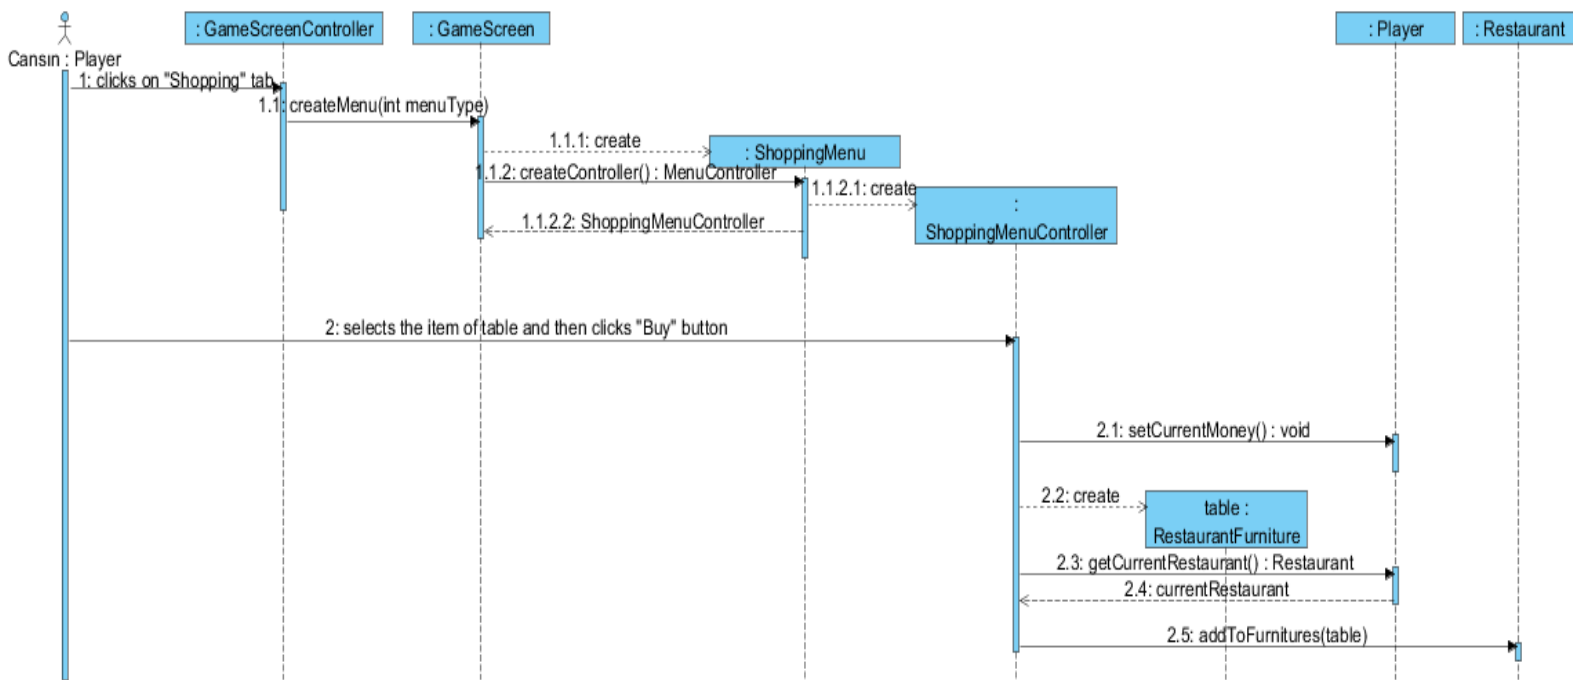 : GameScreenController
: GameScreen
: Player
: Restaurant
Cansın : Player
1: clicks on "Shopping" tab
1.1: createMenu(int menuType)
1.1.1: create
: ShoppingMenu
1.1.2: createController() : MenuController
1.1.2.1: create
:
ShoppingMenuController
1.1.2.2: ShoppingMenuController
2: selects the item of table and then clicks "Buy" button
2.1: setCurrentMoney() : void
2.2: create
table :
RestaurantFurniture
2.3: getCurrentRestaurant() : Restaurant
2.4: currentRestaurant
2.5: addToFurnitures(table)